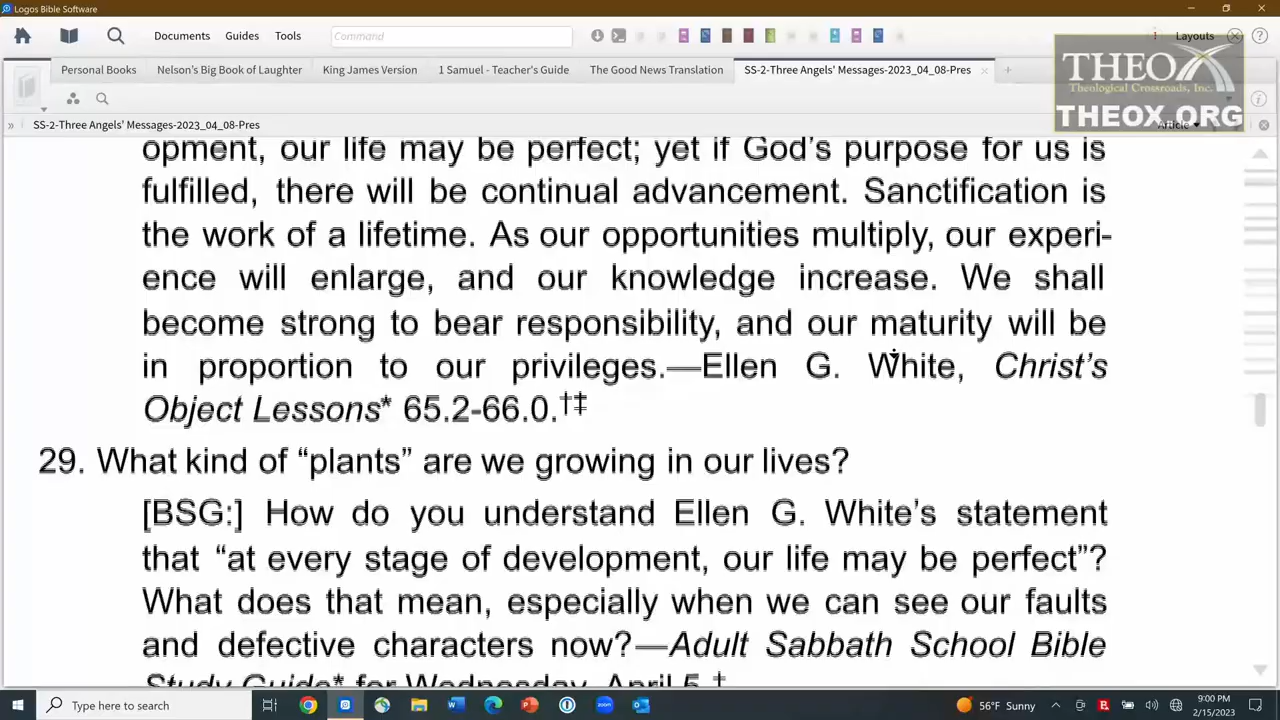 Logos Bible Software
Documents Guides Tools Command Layouts
Personal Books Nelson's Big Book of Laughter King James Vers 1 Samuel - Teacher's Guide The Good News Translation SS-2-Three Angels' Messages-2023_04_08-Pres
THEOX
Theological Crossroads, Inc.
THEOX.ORG
» SS-2-Three Angels' Messages-2023_04_08-Pres Article
opment, our life may be perfect; yet if God's purpose for us is
fulfilled, there will be continual advancement. Sanctification is
the work of a lifetime. As our opportunities multiply, our experi-
ence will enlarge, and our knowledge increase. We shall
become strong to bear responsibility, and our maturity will be
in proportion to our privileges.—Ellen G. White, Christ's
Object Lessons* 65.2-66.0.†‡
29. What kind of “plants” are we growing in our lives?
[BSG:] How do you understand Ellen G. White's statement
that “at every stage of development, our life may be perfect”?
What does that mean, especially when we can see our faults
and defective characters now?—Adult Sabbath School Bible
Study Guide* for Wednesday, April 5.†
Type here to search 56°F Sunny 9:00 PM
2/15/2023